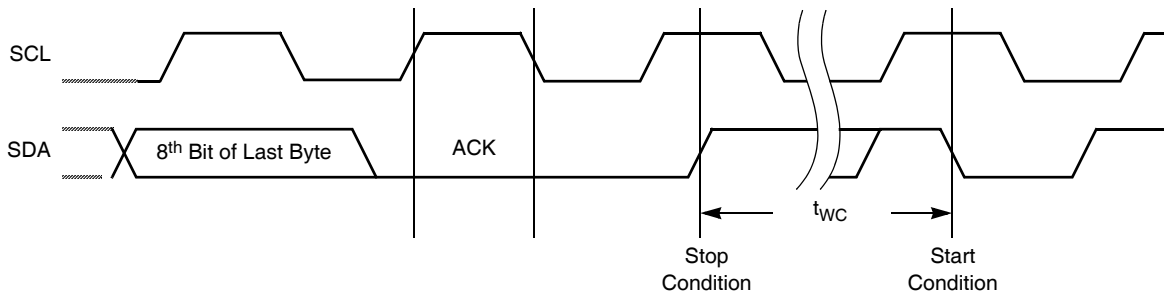 SCL
SDA
8th Bit of Last Byte
ACK
tWC
Stop
Condition
Start
Condition